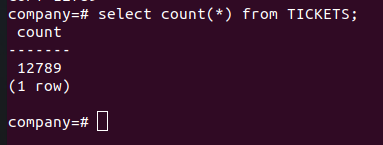 company=# select count(*) from TICKETS;
count
-------
12789
(1 row)
company=#